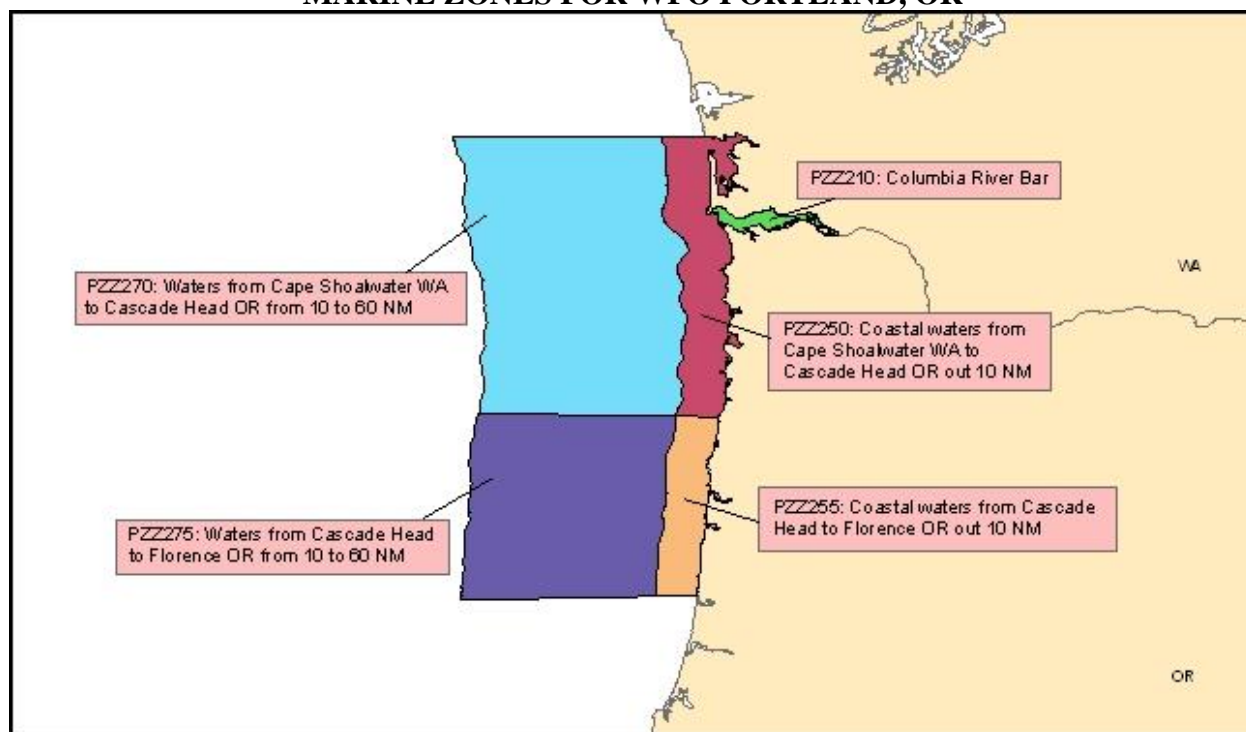 MARINE ZONES FOR WFO PORTLAND, OR
PZZ210: Columbia River Bar
WA
PZZ270: Waters from Cape Shoalwater WA
to Cascade Head OR from 10 to 60 NM
PZZ250: Coastal waters from
Cape Shoalwater WA to
Cascade Head OR out 10 NM
PZZ275: Waters from Cascade Head
to Florence OR from 10 to 60 NM
PZZ255: Coastal waters from Cascade
Head to Florence OR out 10 NM
OR